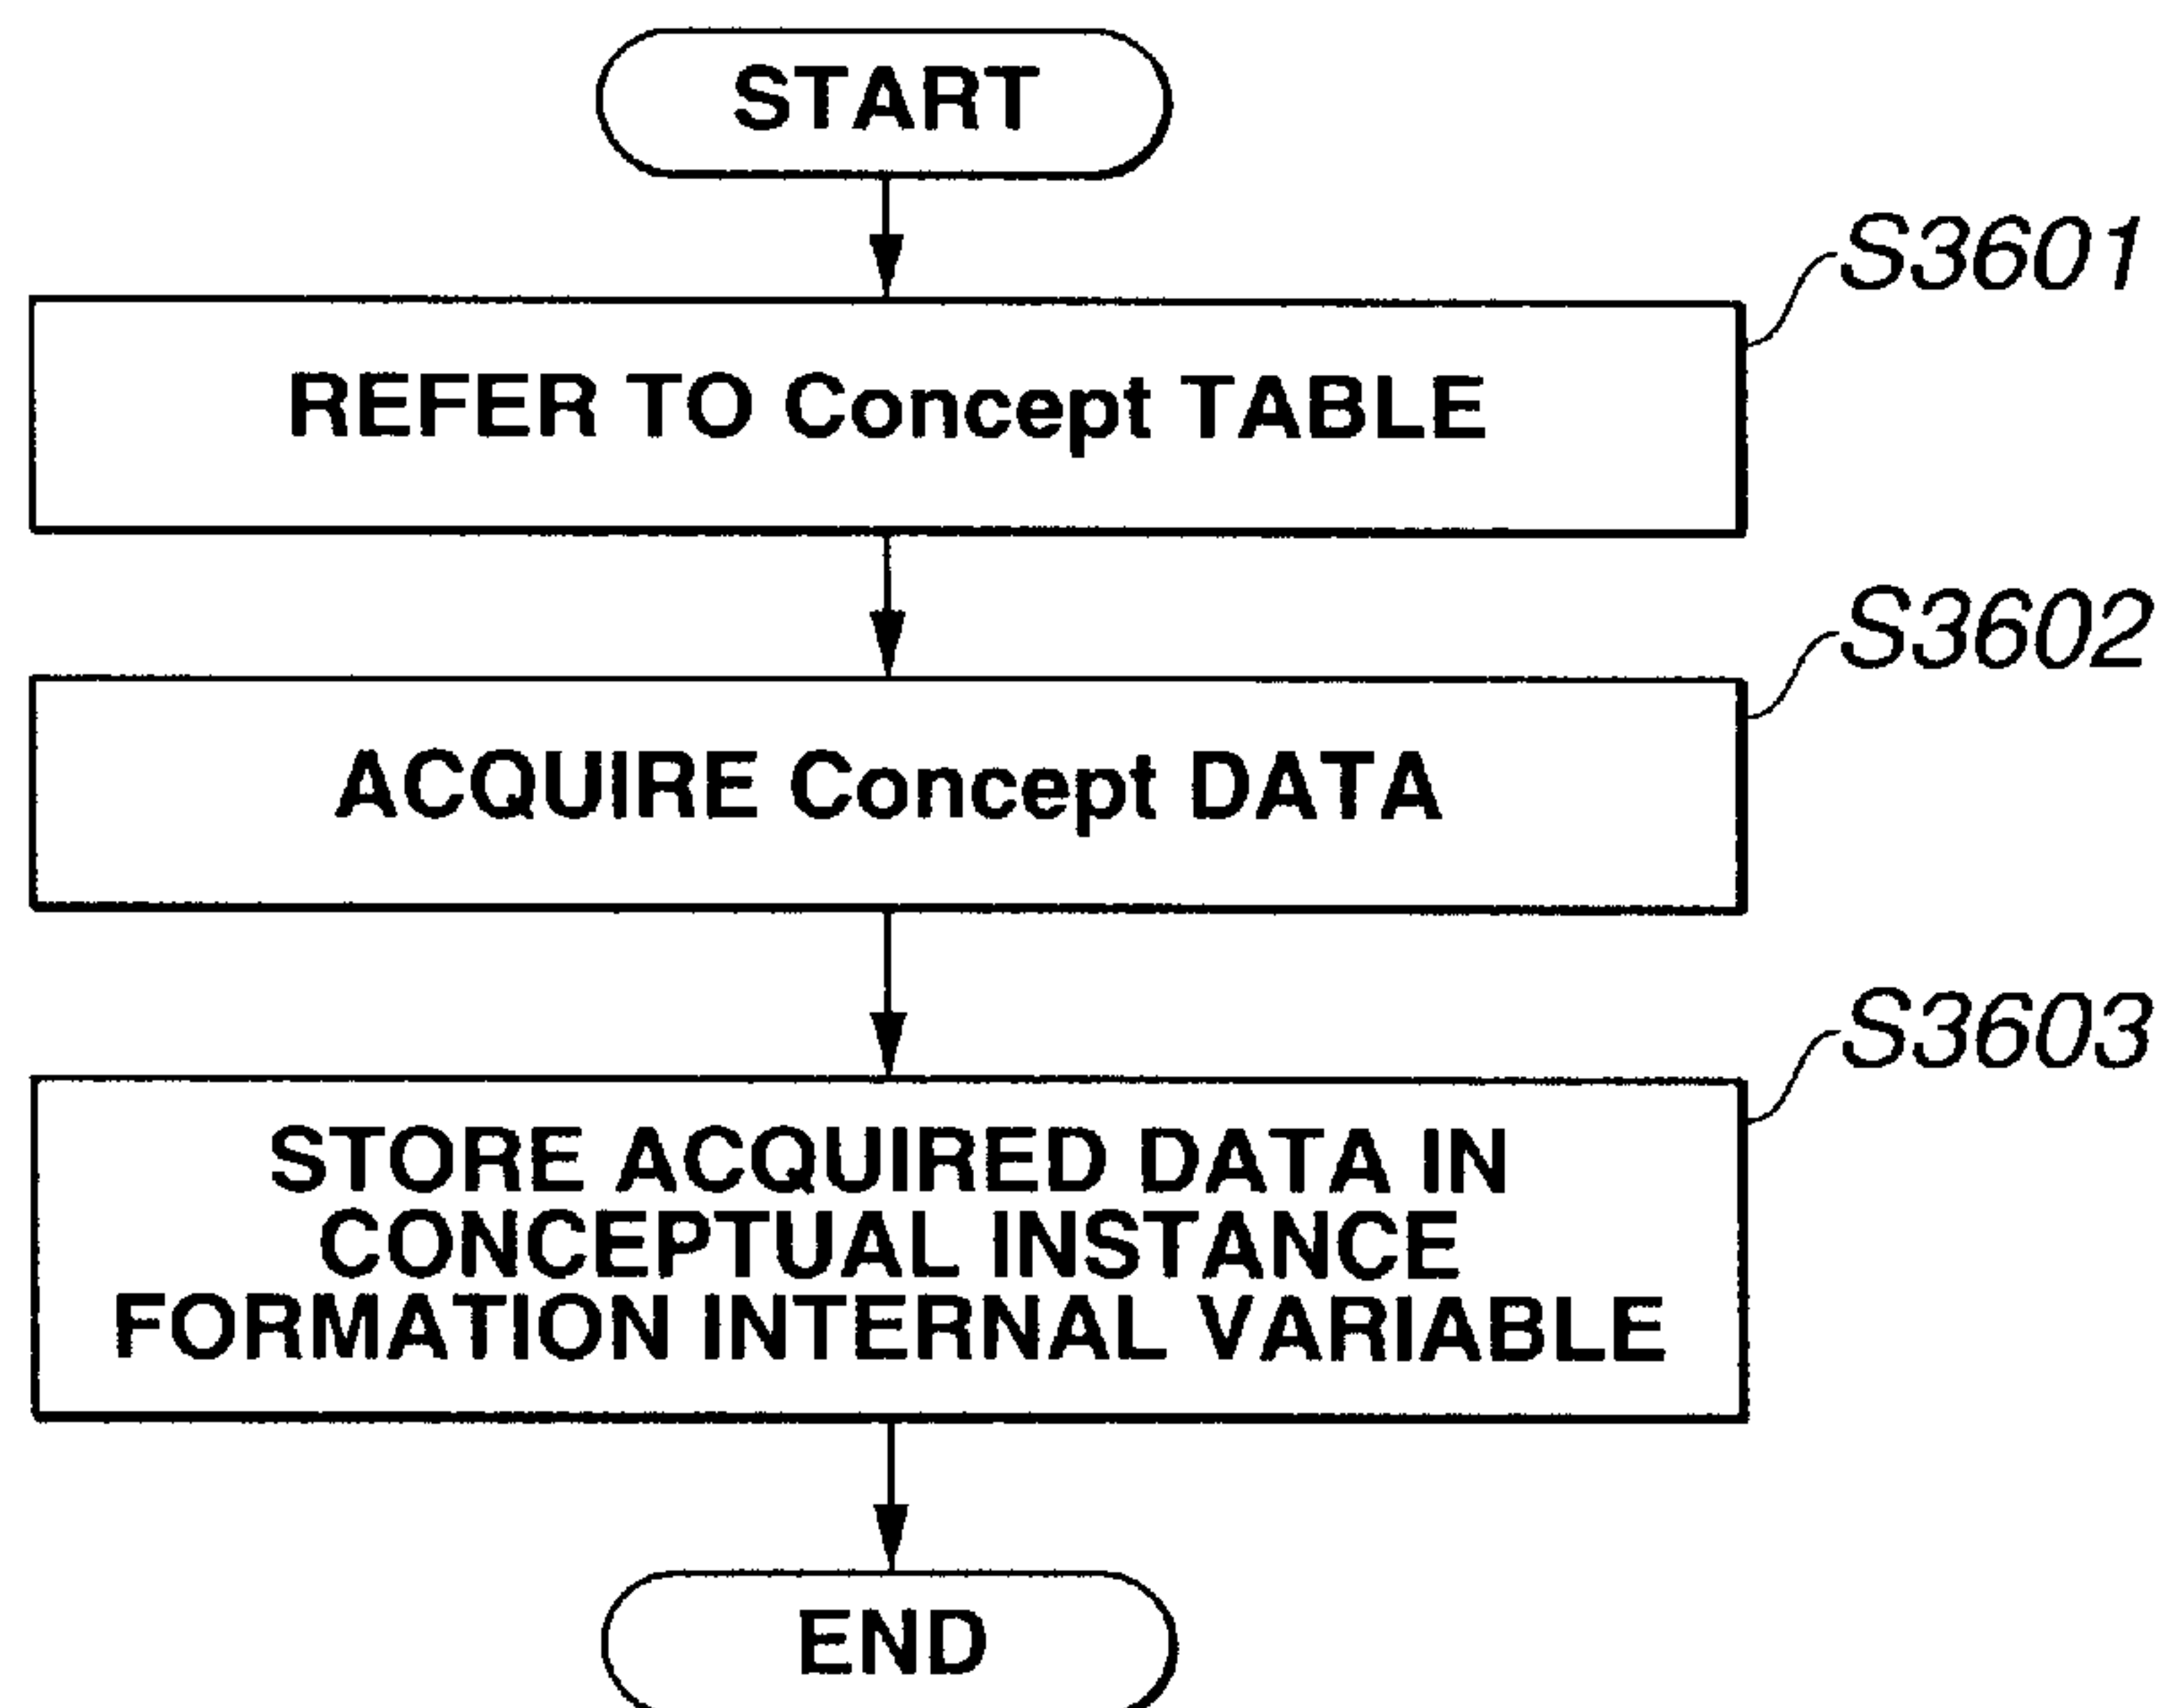 START
S3601
REFER TO Concept TABLE
S3602
ACQUIRE Concept DATA
S3603
STORE ACQUIRED DATA IN
CONCEPTUAL INSTANCE
FORMATION INTERNAL VARIABLE
END